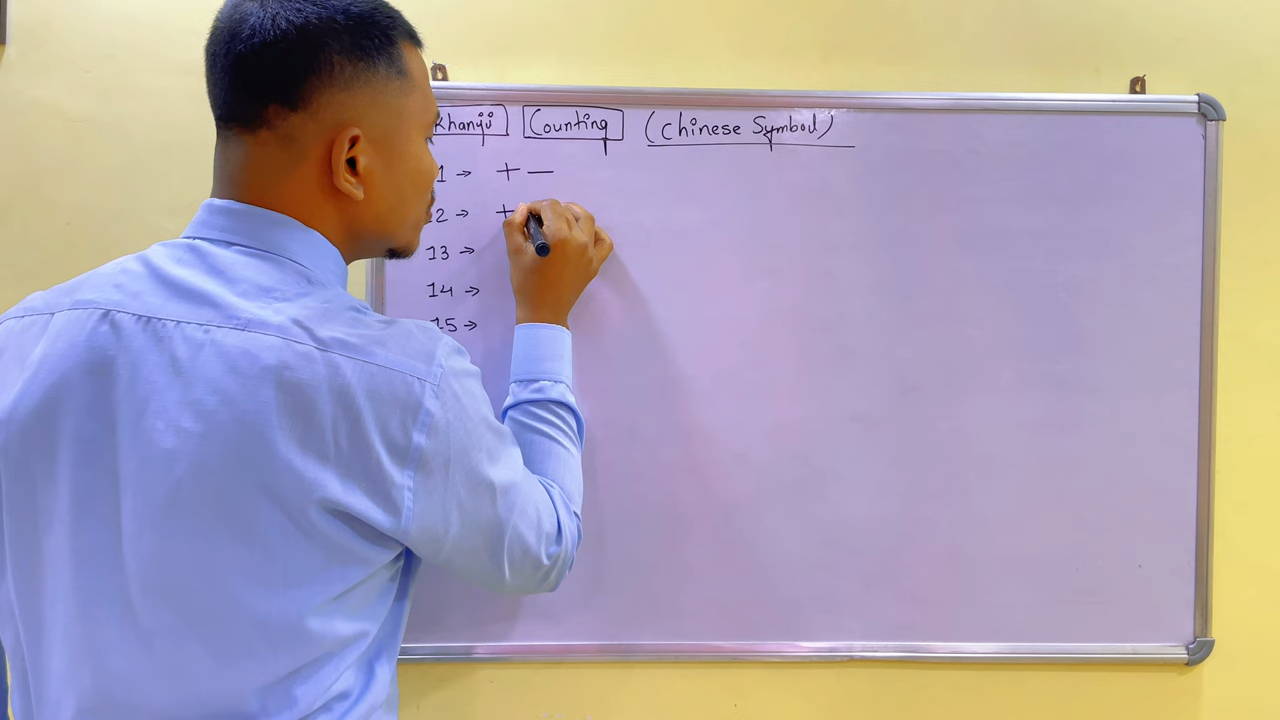 khanji Counting (Chinese Symbol)
1 → 十一
2 → 十
13 →
14 →
15 →